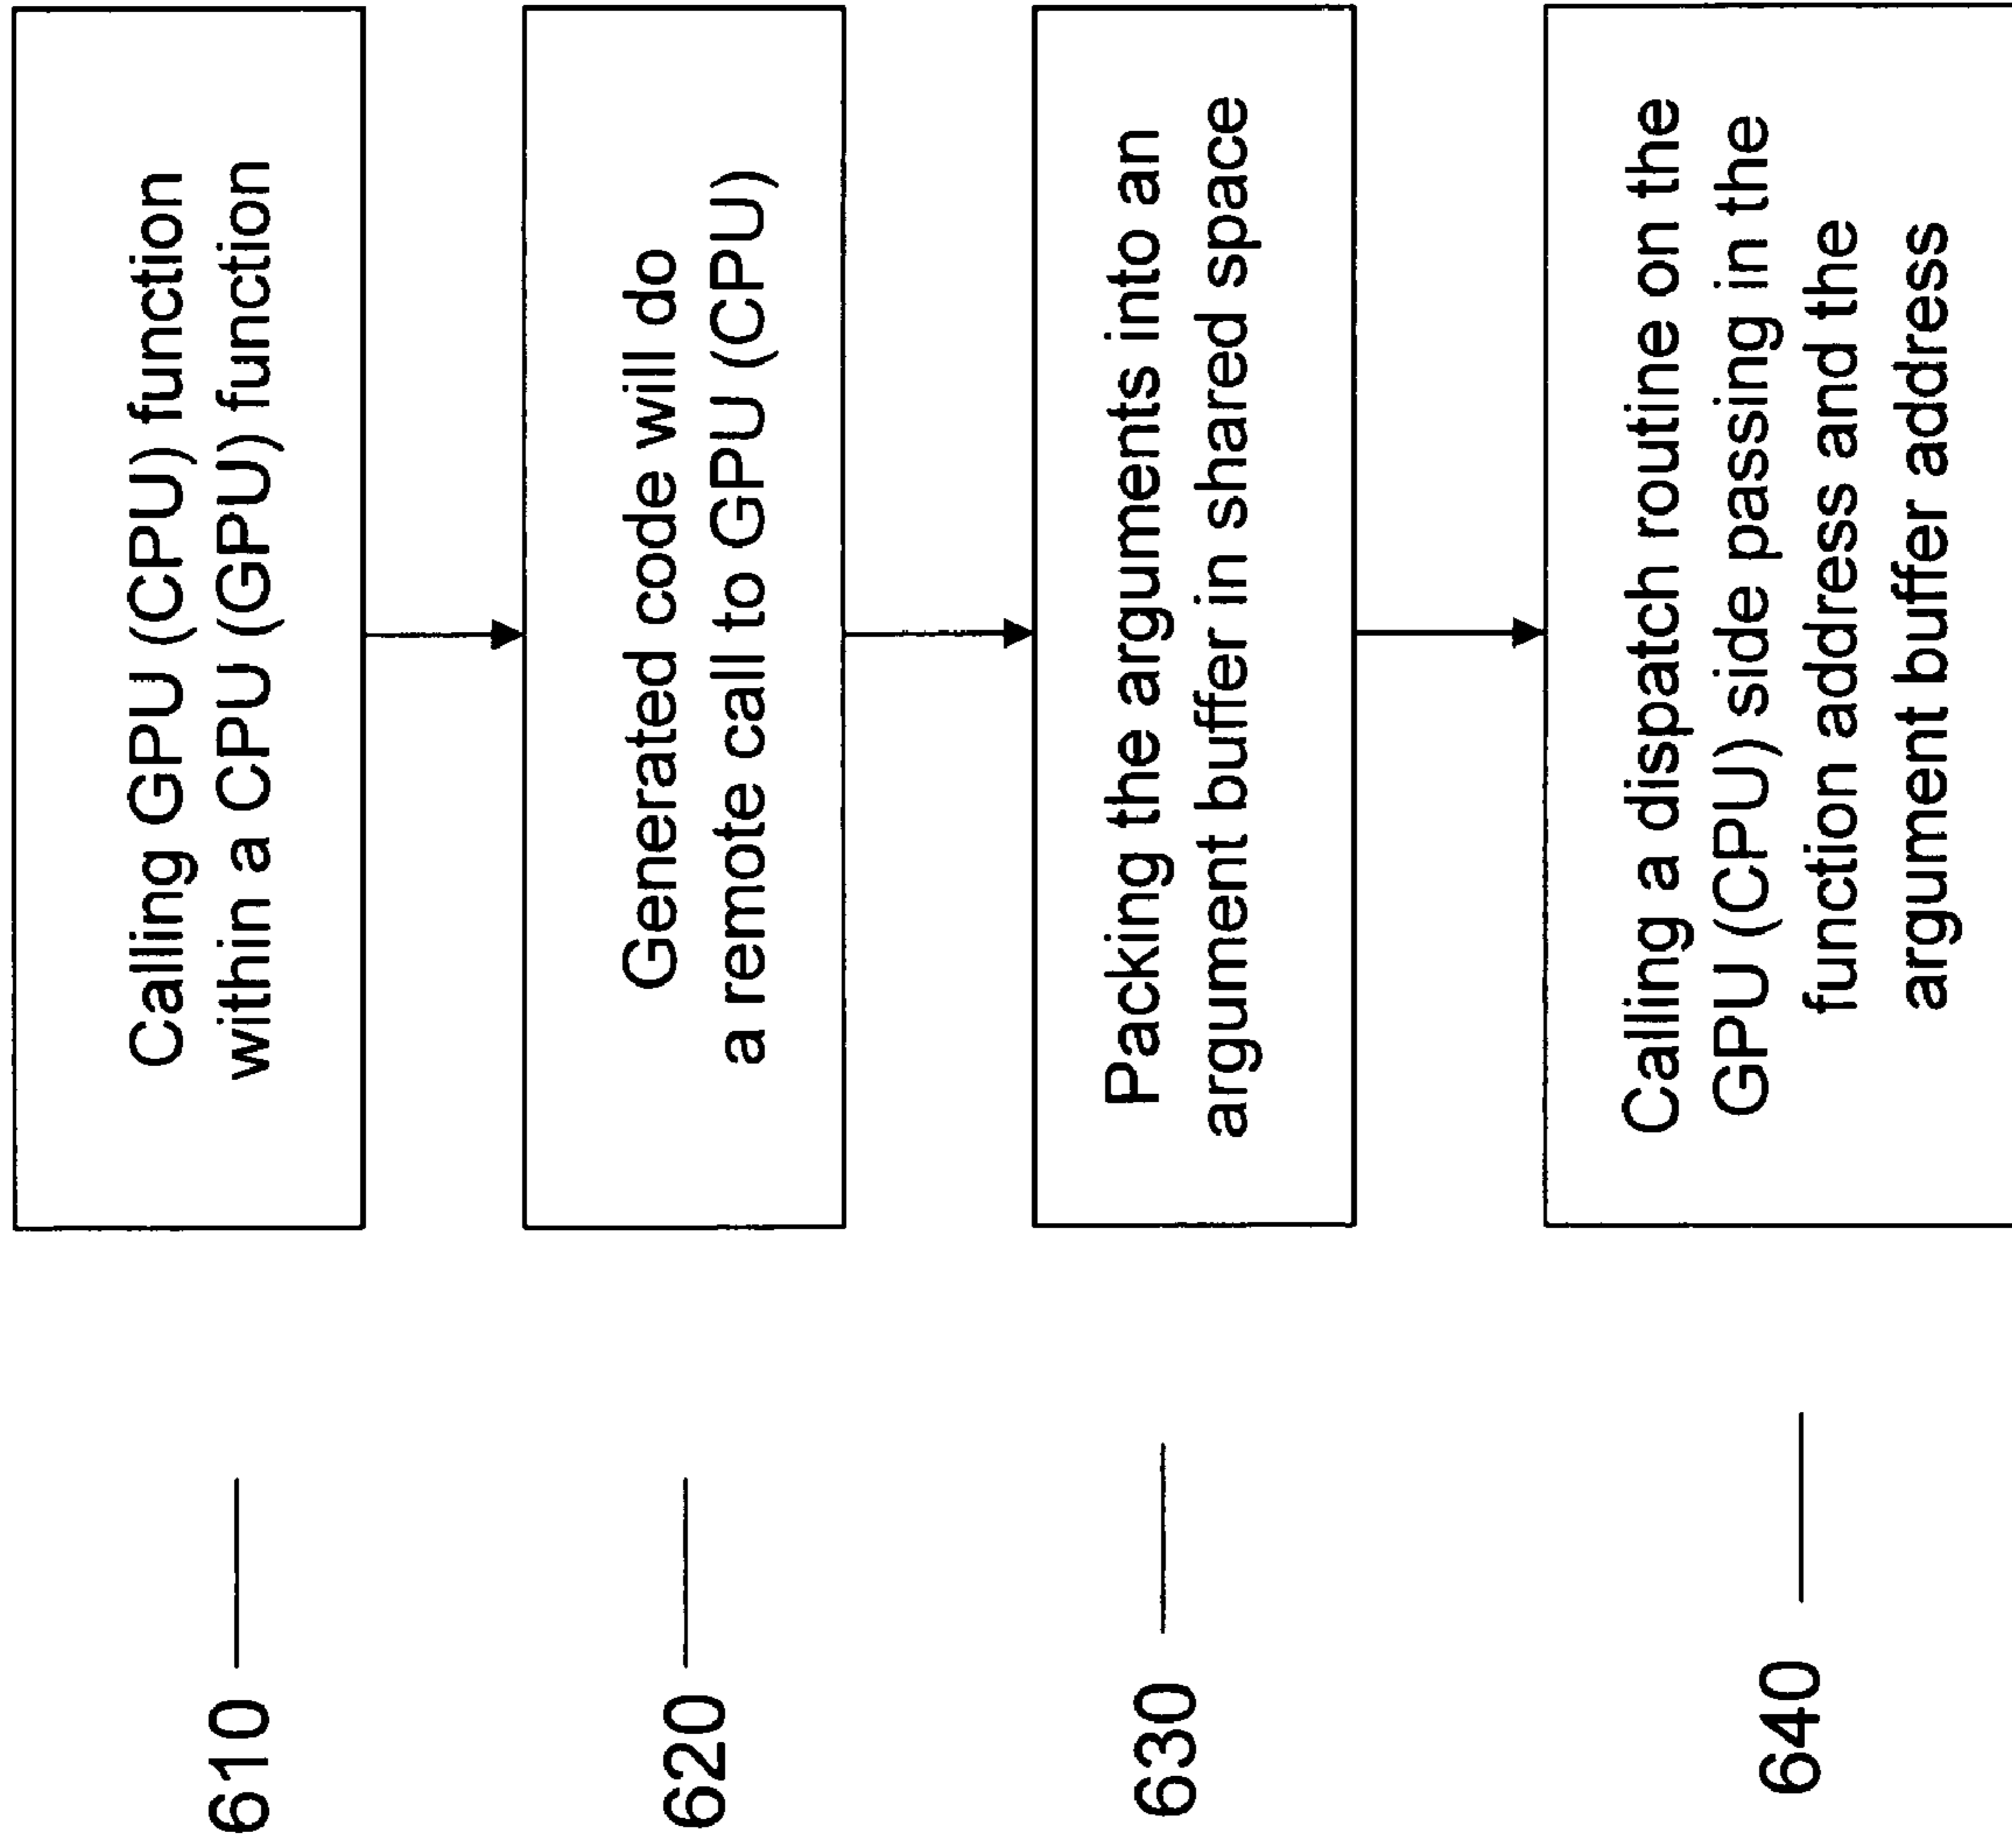 610
Calling GPU (CPU) function
within a CPU (GPU) function
620
Generated code will do
a remote call to GPU (CPU)
630
Packing the arguments into an
argument buffer in shared space
640
Calling a dispatch routine on the
GPU (CPU) side passing in the
function address and the
argument buffer address